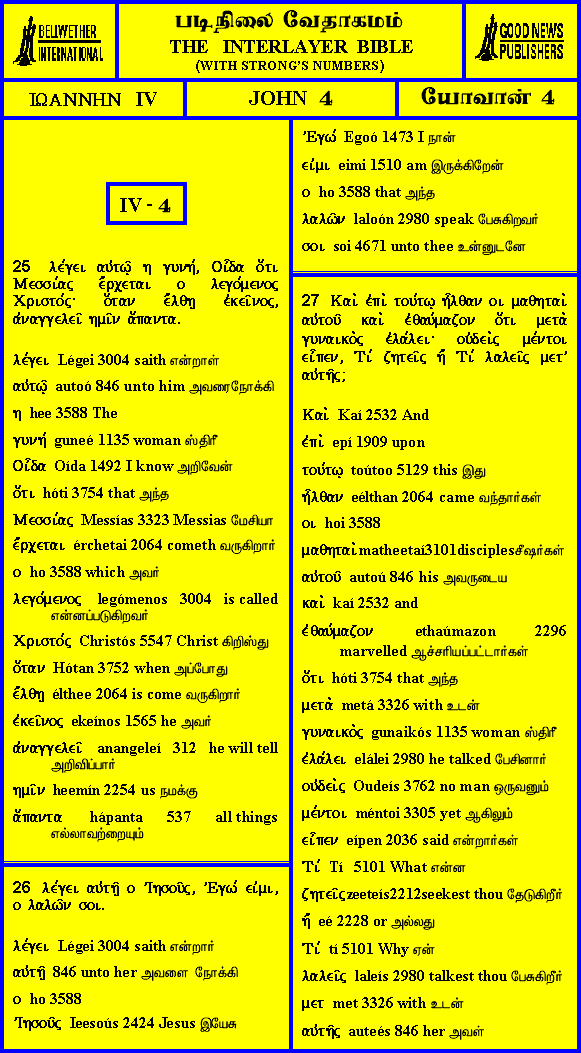 BELLWETHER
INTERNATIONAL
படிநிலை வேதாகமம்
THE INTERLAYER BIBLE
(WITH STRONG'S NUMBERS)
GOOD NEWS
PUBLISHERS
ΙΩΑΝΝΗΝ IV
JOHN 4
யோவான் 4
IV - 4
25 λέγει αὐτῷ η γυνή, Οἶδα ὅτι
Μεσσίας ἔρχεται ο λεγόμενος
Χριστός· ὅταν ἔλθῃ ἐκεῖνος,
ἀναγγελεῖ ημῖν ἅπαντα.
λέγει Légei 3004 saith என்றாள்
αὐτῷ autoó 846 unto him அவரைநோக்கி
η hee 3588 The
γυνή guneé 1135 woman ஸ்திரீ
Οἶδα Oída 1492 I know அறிவேன்
ὅτι hóti 3754 that அந்த
Μεσσίας Messías 3323 Messias மேசியா
ἔρχεται érchetai 2064 cometh வருகிறார்
ο ho 3588 which அவர்
λεγόμενος legómenos 3004 is called
என்னப்படுகிறவர்
Χριστός Christós 5547 Christ கிறிஸ்து
ὅταν Hótan 3752 when அப்போது
ἔλθῃ élthee 2064 is come வருகிறார்
ἐκεῖνος ekeínos 1565 he அவர்
ἀναγγελεῖ anangeleí 312 he will tell
அறிவிப்பார்
ημῖν heemín 2254 us நமக்கு
ἅπαντα hápanta 537 all things
எல்லாவற்றையும்
26 λέγει αὐτῇ ο Ἰησοῦς, Ἐγώ εἰμι,
ο λαλῶν σοι.
λέγει Légei 3004 saith என்றார்
αὐτῇ 846 unto her அவளை நோக்கி
ο ho 3588
Ἰησοῦς Ieesoús 2424 Jesus இயேசு
Ἐγώ Egoó 1473 I நான்
εἰμι eimi 1510 am இருக்கிறேன்
ο ho 3588 that அந்த
λαλῶν laloón 2980 speak பேசுகிறவர்
σοι soi 4671 unto thee உன்னுடனே
27 Καὶ ἐπὶ τούτῳ ἦλθαν οι μαθηταὶ
αὐτοῦ καὶ ἐθαύμαζον ὅτι μετὰ
γυναικὸς ἐλάλει· οὐδεὶς μέντοι
εἶπεν, Τί ζητεῖς ἢ Τί λαλεῖς μετ'
αὐτῆς;
Καὶ Kaí 2532 And
ἐπὶ epí 1909 upon
τούτῳ toútoo 5129 this இது
ἦλθαν eélthan 2064 came வந்தார்கள்
οι hoi 3588
μαθηταὶ matheetaí 3101 disciples சீஷர்கள்
αὐτοῦ autoú 846 his அவருடைய
καὶ kaí 2532 and
ἐθαύμαζον ethaúmazon 2296
marvelled ஆச்சரியப்பட்டார்கள்
ὅτι hóti 3754 that அந்த
μετὰ metá 3326 with உடன்
γυναικὸς gunaikós 1135 woman ஸ்திரீ
ἐλάλει elálei 2980 he talked பேசினார்
οὐδεὶς Oudeís 3762 no man ஒருவனும்
μέντοι méntoi 3305 yet ஆகிலும்
εἶπεν eípen 2036 said என்றார்கள்
Τί Tí 5101 What என்ன
ζητεῖς zeeteís 2212 seekest thou தேடுகிறீர்
ἢ eé 2228 or அல்லது
Τί tí 5101 Why ஏன்
λαλεῖς laleís 2980 talkest thou பேசுகிறீர்
μετ met 3326 with உடன்
αὐτῆς auteés 846 her அவள்